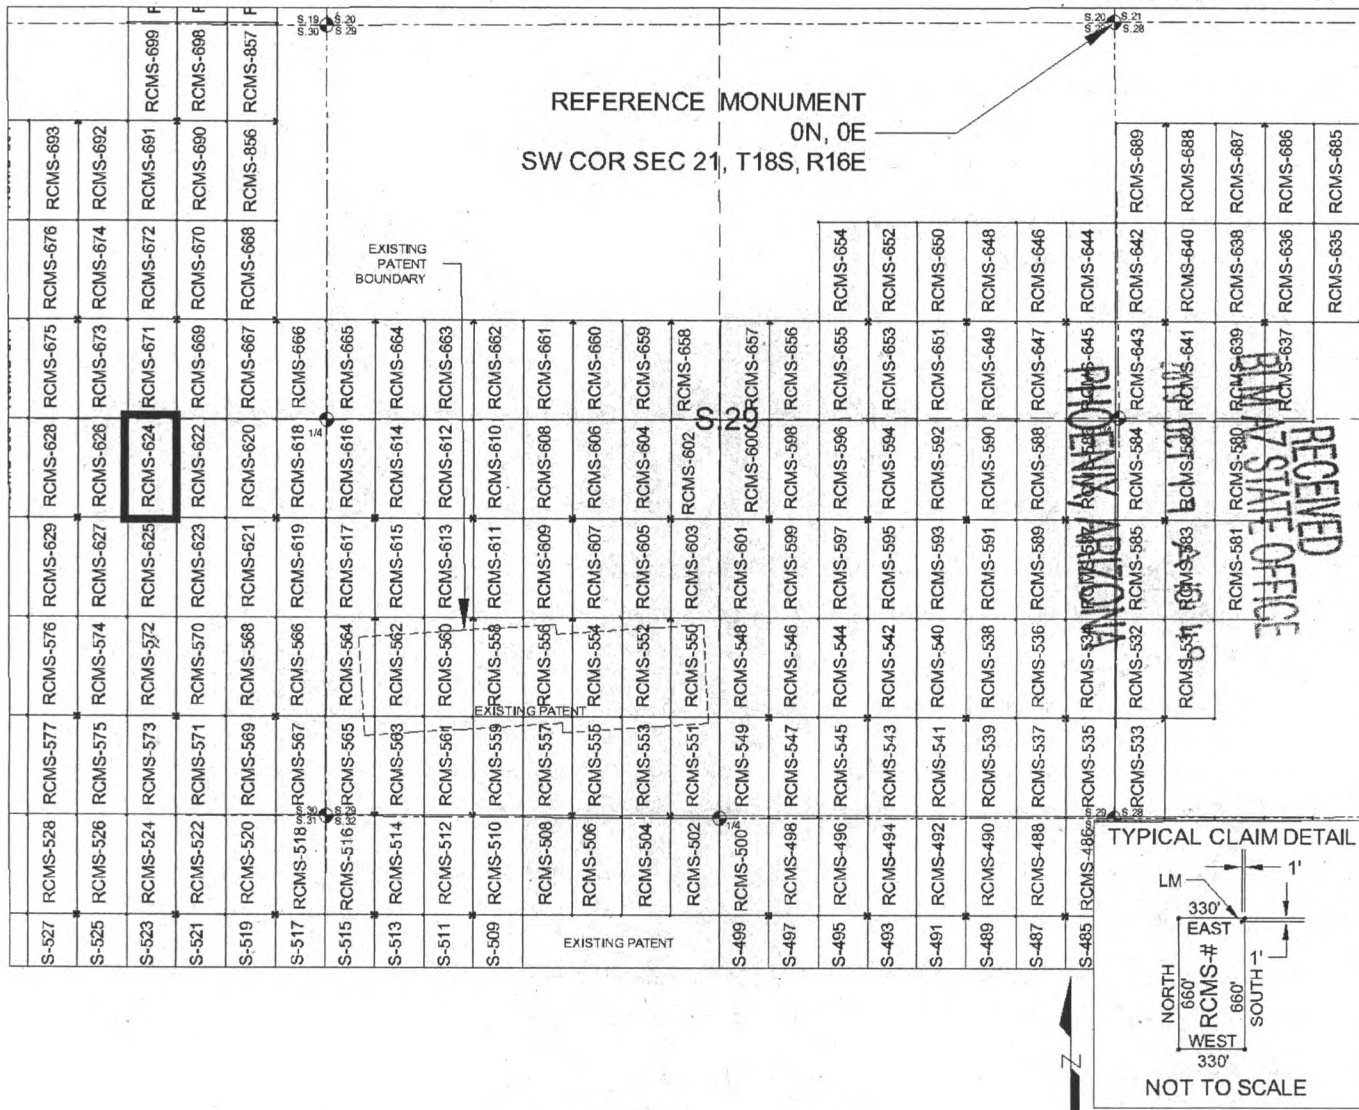 S.19 S.20
S.30 S.29
S.20 S.21
S.28
RCMS-699 RCMS-698 RCMS-857
REFERENCE MONUMENT
0N, 0E
SW COR SEC 21, T18S, R16E
RCMS-693 RCMS-692 RCMS-691 RCMS-690 RCMS-856 RCMS-689 RCMS-688 RCMS-687 RCMS-686 RCMS-685
EXISTING
PATENT
BOUNDARY
RCMS-676 RCMS-674 RCMS-672 RCMS-670 RCMS-668 RCMS-654 RCMS-652 RCMS-650 RCMS-648 RCMS-646 RCMS-644 RCMS-642 RCMS-640 RCMS-638 RCMS-636 RCMS-635
RCMS-675 RCMS-673 RCMS-671 RCMS-669 RCMS-667 RCMS-666 RCMS-665 RCMS-664 RCMS-663 RCMS-662 RCMS-661 RCMS-660 RCMS-659 RCMS-658 RCMS-657 RCMS-656 RCMS-655 RCMS-653 RCMS-651 RCMS-649 RCMS-647 RCMS-645 RCMS-643 RCMS-641 RCMS-639 RCMS-637
1/4
S.29
RCMS-628 RCMS-626 RCMS-624 RCMS-622 RCMS-620 RCMS-618 RCMS-616 RCMS-614 RCMS-612 RCMS-610 RCMS-608 RCMS-606 RCMS-604 RCMS-602 RCMS-600 RCMS-598 RCMS-596 RCMS-594 RCMS-592 RCMS-590 RCMS-588 RCMS-584 RCMS-582 RCMS-580
RCMS-629 RCMS-627 RCMS-625 RCMS-623 RCMS-621 RCMS-619 RCMS-617 RCMS-615 RCMS-613 RCMS-611 RCMS-609 RCMS-607 RCMS-605 RCMS-603 RCMS-601 RCMS-599 RCMS-597 RCMS-595 RCMS-593 RCMS-591 RCMS-589 RCMS-587 RCMS-585 RCMS-583 RCMS-581
RECEIVED
BLM AZ STATE OFFICE
PHOENIX, ARIZONA
RCMS-576 RCMS-574 RCMS-572 RCMS-570 RCMS-568 RCMS-566 RCMS-564 RCMS-562 RCMS-560 RCMS-558 RCMS-556 RCMS-554 RCMS-552 RCMS-550 RCMS-548 RCMS-546 RCMS-544 RCMS-542 RCMS-540 RCMS-538 RCMS-536 RCMS-534 RCMS-532 RCMS-531
EXISTING PATENT
RCMS-577 RCMS-575 RCMS-573 RCMS-571 RCMS-569 RCMS-567 RCMS-565 RCMS-563 RCMS-561 RCMS-559 RCMS-557 RCMS-555 RCMS-553 RCMS-551 RCMS-549 RCMS-547 RCMS-545 RCMS-543 RCMS-541 RCMS-539 RCMS-537 RCMS-535 RCMS-533
S.30 S.29
S.31 S.32
1/4
S.29 S.28
RCMS-528 RCMS-526 RCMS-524 RCMS-522 RCMS-520 RCMS-518 RCMS-516 RCMS-514 RCMS-512 RCMS-510 RCMS-508 RCMS-506 RCMS-504 RCMS-502 RCMS-500 RCMS-498 RCMS-496 RCMS-494 RCMS-492 RCMS-490 RCMS-488 RCMS-486
S-527 S-525 S-523 S-521 S-519 S-517 S-515 S-513 S-511 S-509 EXISTING PATENT S-499 S-497 S-495 S-493 S-491 S-489 S-487 S-485
TYPICAL CLAIM DETAIL
1'
LM
330'
EAST
NORTH
660'
RCMS-#
660'
SOUTH
1'
WEST
330'
NOT TO SCALE
N